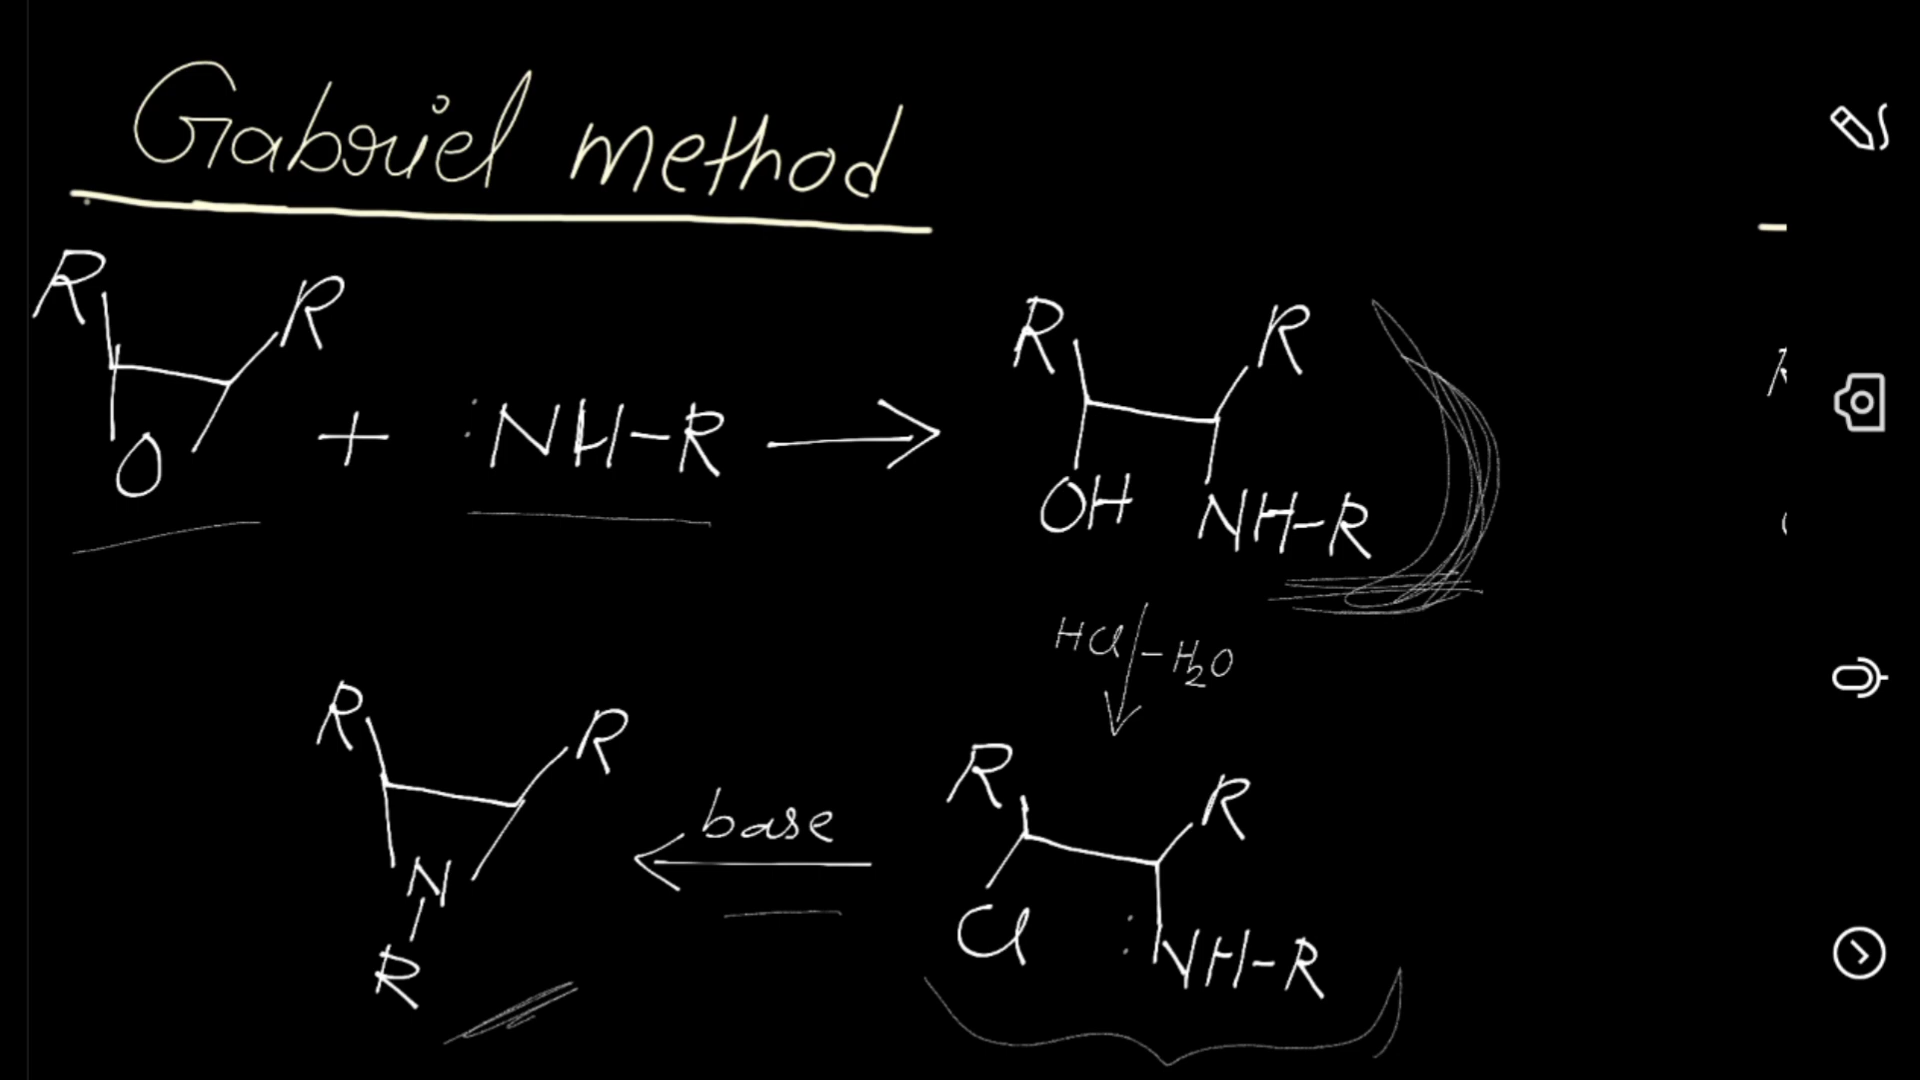 Gabriel method
R R
O + :NH-R → R R
OH NH-R
HCl -H2O
R R
Cl :NH-R
base
R R
N
R